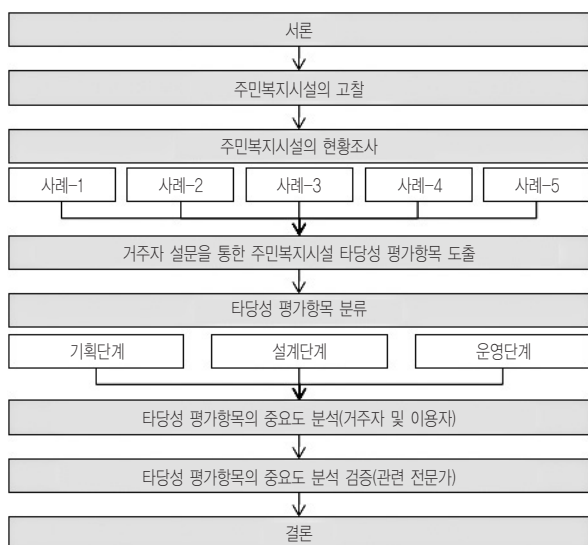 서론
주민복지시설의 고찰
주민복지시설의 현황조사
사례-1 사례-2 사례-3 사례-4 사례-5
거주자 설문을 통한 주민복지시설 타당성 평가항목 도출
타당성 평가항목 분류
기획단계 설계단계 운영단계
타당성 평가항목의 중요도 분석(거주자 및 이용자)
타당성 평가항목의 중요도 분석 검증(관련 전문가)
결론